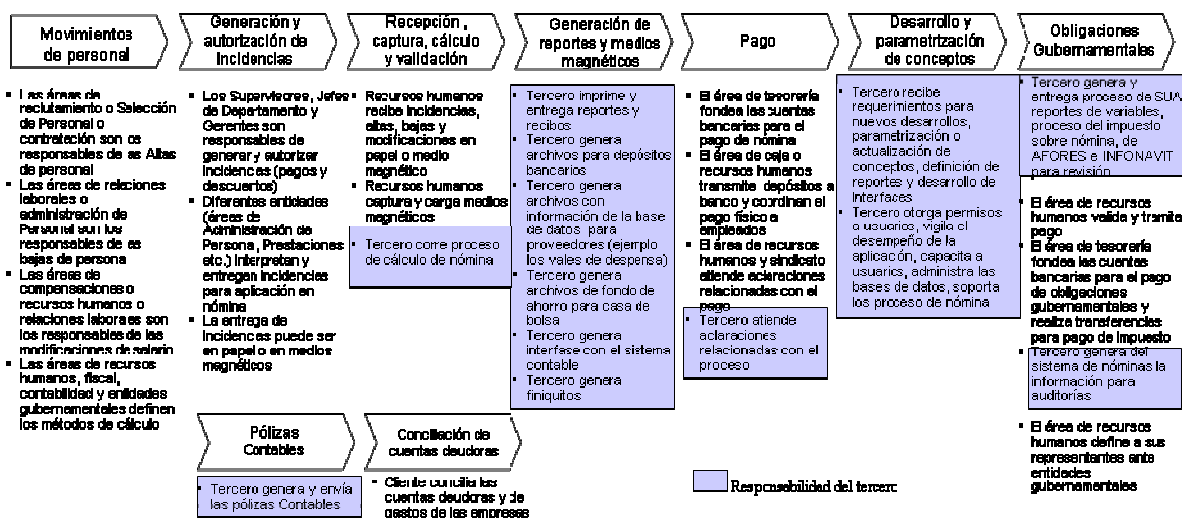 Movimientos
de personal
Generación y
autorización de
Incidencias
Recepción ,
captura, cálculo
y validación
Generación de
reportes y medios
magnéticos
Pago
Desarrollo y
parametrización
de conceptos
Obligaciones
Gubernamentales
▪ Las áreas de
reclutamiento o Selección
de Personal o
contratación son os
responsables de as Altas
de personal
▪ Las áreas de relaciones
laborales o
administración de
Personal son los
responsables de as
bajas de persona
▪ Las áreas de
compensaciones o
recursos humanos o
relaciones laborales son
los responsables de las
modificaciones de salario
▪ Las áreas de recursos
humanos, fiscal,
contabilidad y entidades
gubernamentales definen
los métodos de cálculo
▪ Los Supervisores, Jefes
de Departamento y
Gerentes son
responsables de
generar y autorizar
incidencias (pagos y
descuentos)
▪ Diferentes entidades
(áreas de
Administración de
Persona, Prestaciones
etc.) Interpretan y
entregan incidencias
para aplicación en
nómina
▪ La entrega de
Incidencias puede ser
en papel o en medios
magnéticos
▪ Recursos humanos
recibe incidencias,
altas, bajas y
modificaciones en
papel o medio
magnético
▪ Recursos humanos
captura y carga medios
magnéticos
▪ Tercero corre proceso
de cálculo de nómina
▪ Tercero imprime y
entrega reportes y
recibos
▪ Tercero genera
archivos para depósitos
bancarios
▪ Tercero genera
archivos con
información de la base
de datos para
proveedores (ejemplo
los vales de despensa)
▪ Tercero genera
archivos de fondo de
ahorro para casa de
bolsa
▪ Tercero genera
interfase con el sistema
contable
▪ Tercero genera
finiquitos
▪ El área de tesorería
fondea las cuentas
bancarias para el
pago de nómina
▪ El área de caja o
recursos humanos
transmite depósitos a
banco y coordinan el
pago físico a
empleados
▪ El área de recursos
humanos y sindicato
atiende aclaraciones
relacionadas con el
pago
▪ Tercero atiende
aclaraciones
relacionadas con el
proceso
▪ Tercero recibe
requerimientos para
nuevos desarrollos,
parametrización o
actualización de
conceptos, definición de
reportes y desarrollo de
Interfaces
▪ Tercero otorga permisos
a usuarios, vigila el
desempeño de la
aplicación, capacita a
usuarios, administra las
bases de datos, soporta
los proceso de nómina
▪ Tercero genera y
entrega proceso de SUA
reportes de variables,
proceso del impuesto
sobre nómina, de
AFORES e INFONAVIT
para revisión
▪ El área de recursos
humanos valida y tramita
pago
▪ El área de tesorería
fondea las cuentas
bancarias para el pago
de obligaciones
gubernamentales y
realiza transferencias
para pago de impuesto
▪ Tercero genera del
sistema de nóminas la
información para
auditorías
▪ El área de recursos
humanos define a sus
representantes ante
entidades
gubernamentales
Pólizas
Contables
▪ Tercero genera y envía
las pólizas Contables
Conciliación de
cuentas deudoras
▪ Cliente concilia las
cuentas deudoras y de
gastos de las empresas
Responsabilidad del tercero